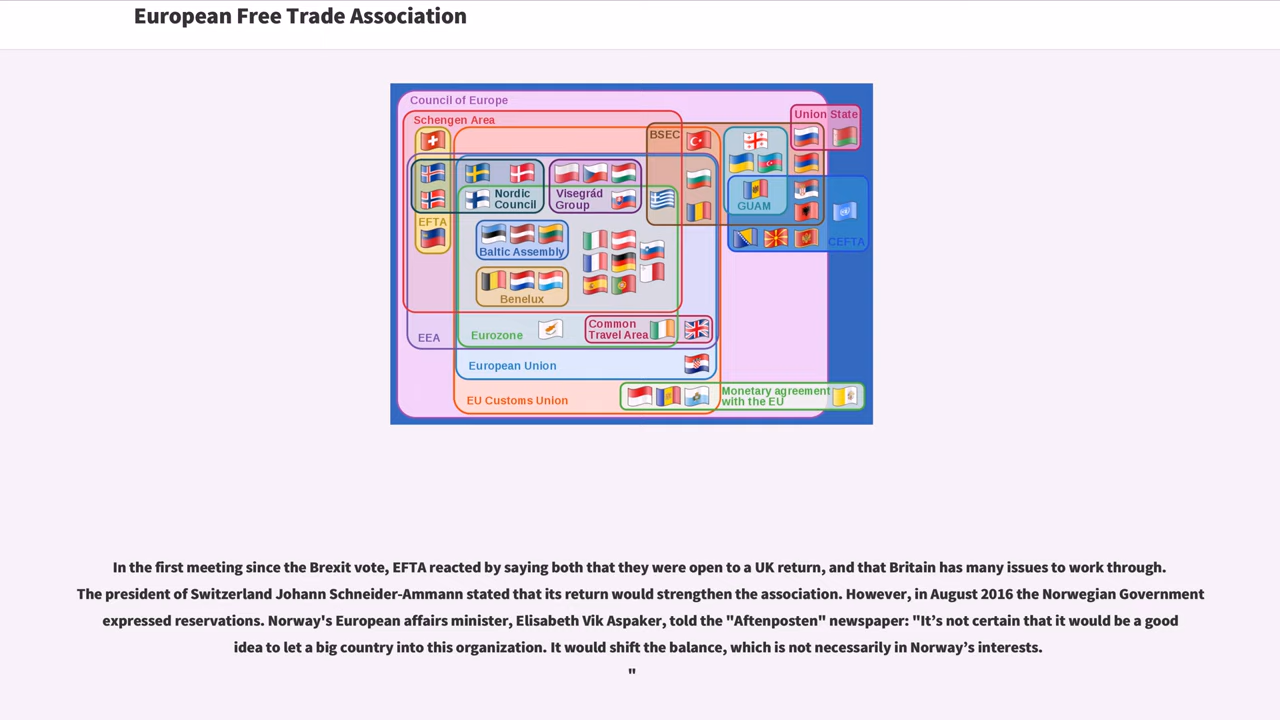 European Free Trade Association
Council of Europe
Schengen Area
Union State
BSEC
Nordic
Council
Visegrád
Group
GUAM
EFTA
CEFTA
Baltic Assembly
Benelux
Common
Travel Area
EEA
Eurozone
European Union
EU Customs Union
Monetary agreement
with the EU
In the first meeting since the Brexit vote, EFTA reacted by saying both that they were open to a UK return, and that Britain has many issues to work through.
The president of Switzerland Johann Schneider-Ammann stated that its return would strengthen the association. However, in August 2016 the Norwegian Government
expressed reservations. Norway's European affairs minister, Elisabeth Vik Aspaker, told the "Aftenposten" newspaper: "It’s not certain that it would be a good
idea to let a big country into this organization. It would shift the balance, which is not necessarily in Norway’s interests.
"